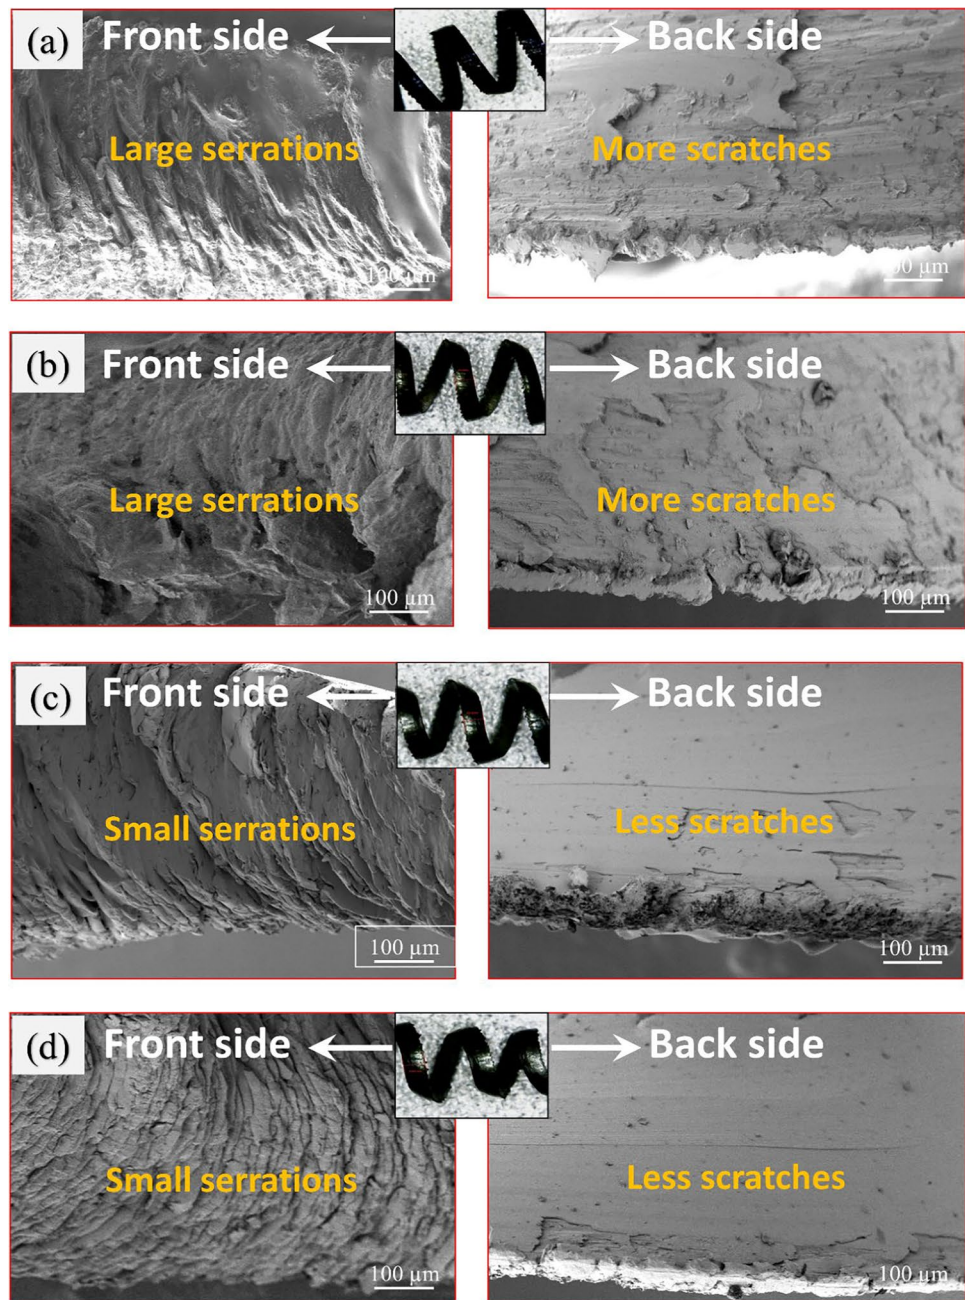 (a) Front side Back side
Large serrations More scratches
100 µm 100 µm
(b) Front side Back side
Large serrations More scratches
100 µm 100 µm
(c) Front side Back side
Small serrations Less scratches
100 µm 100 µm
(d) Front side Back side
Small serrations Less scratches
100 µm 100 µm